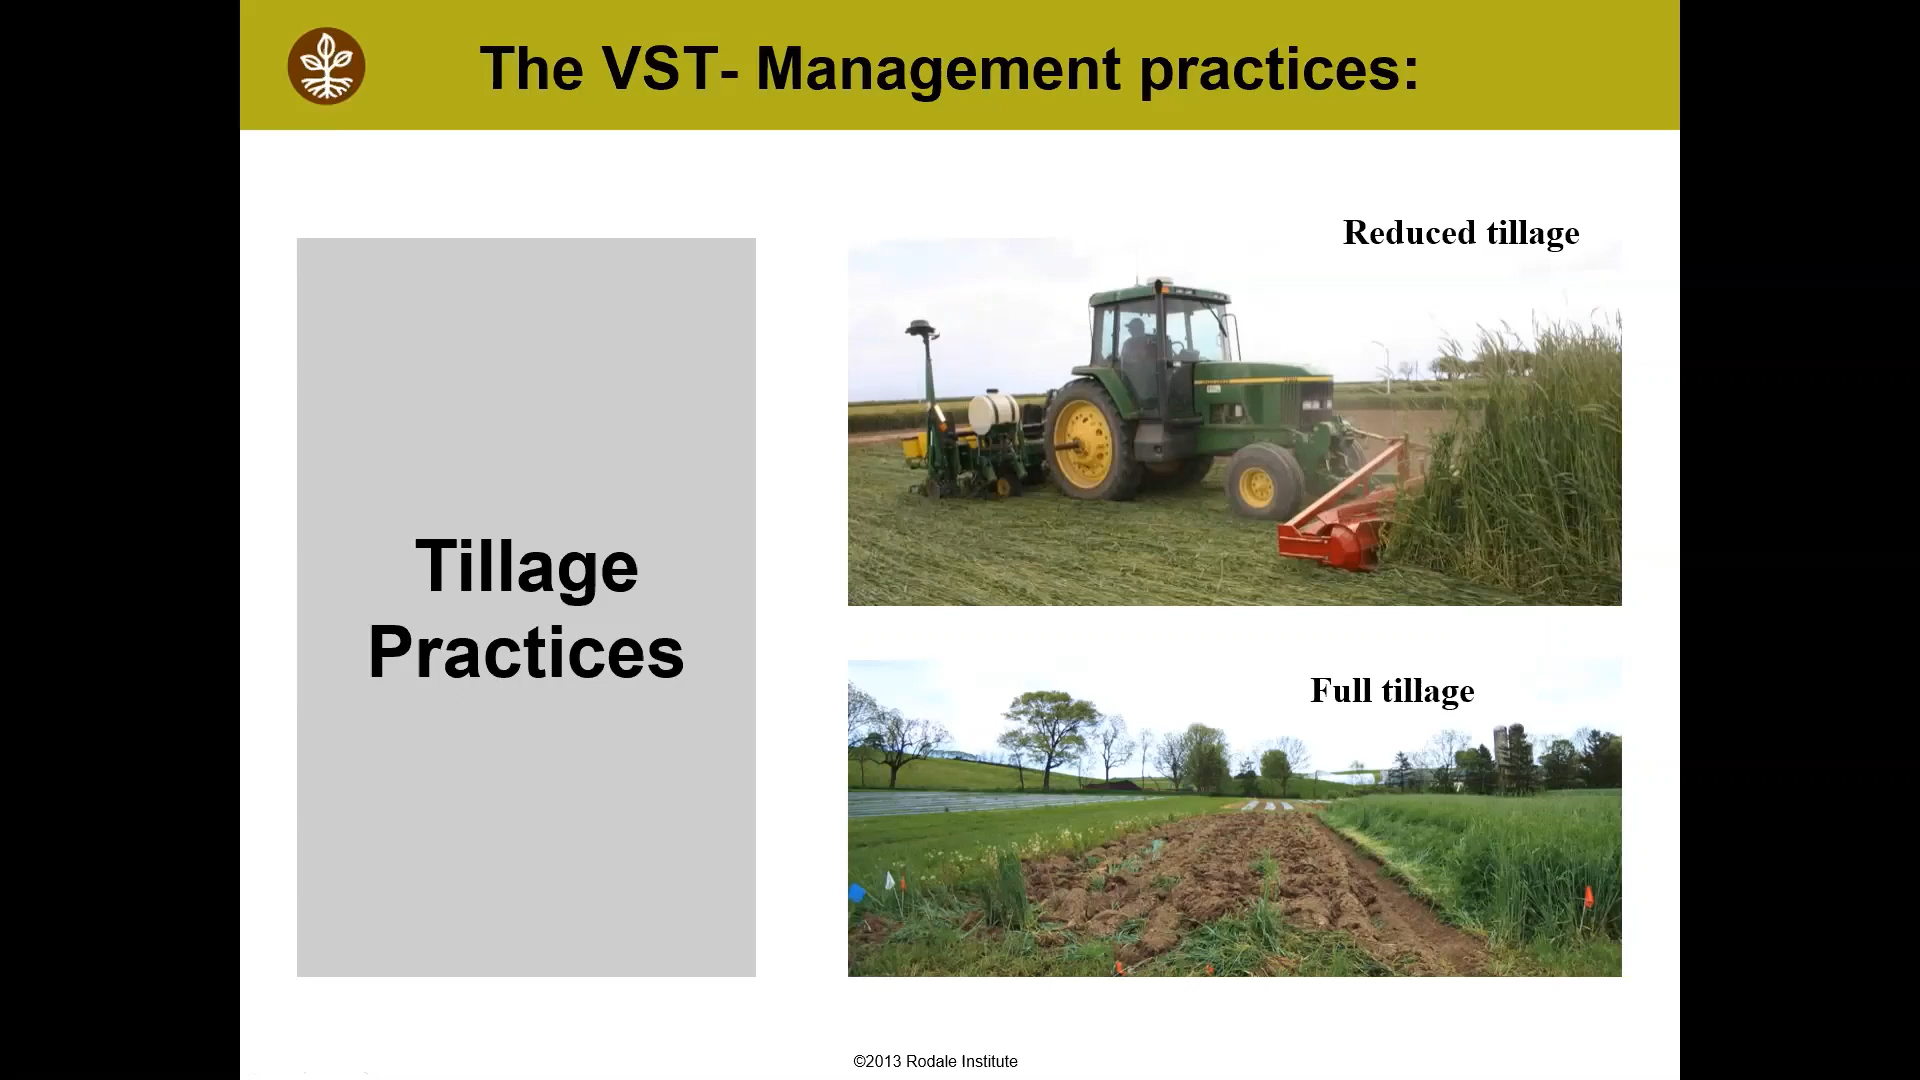 The VST- Management practices:
Tillage
Practices
Reduced tillage
Full tillage
©2013 Rodale Institute